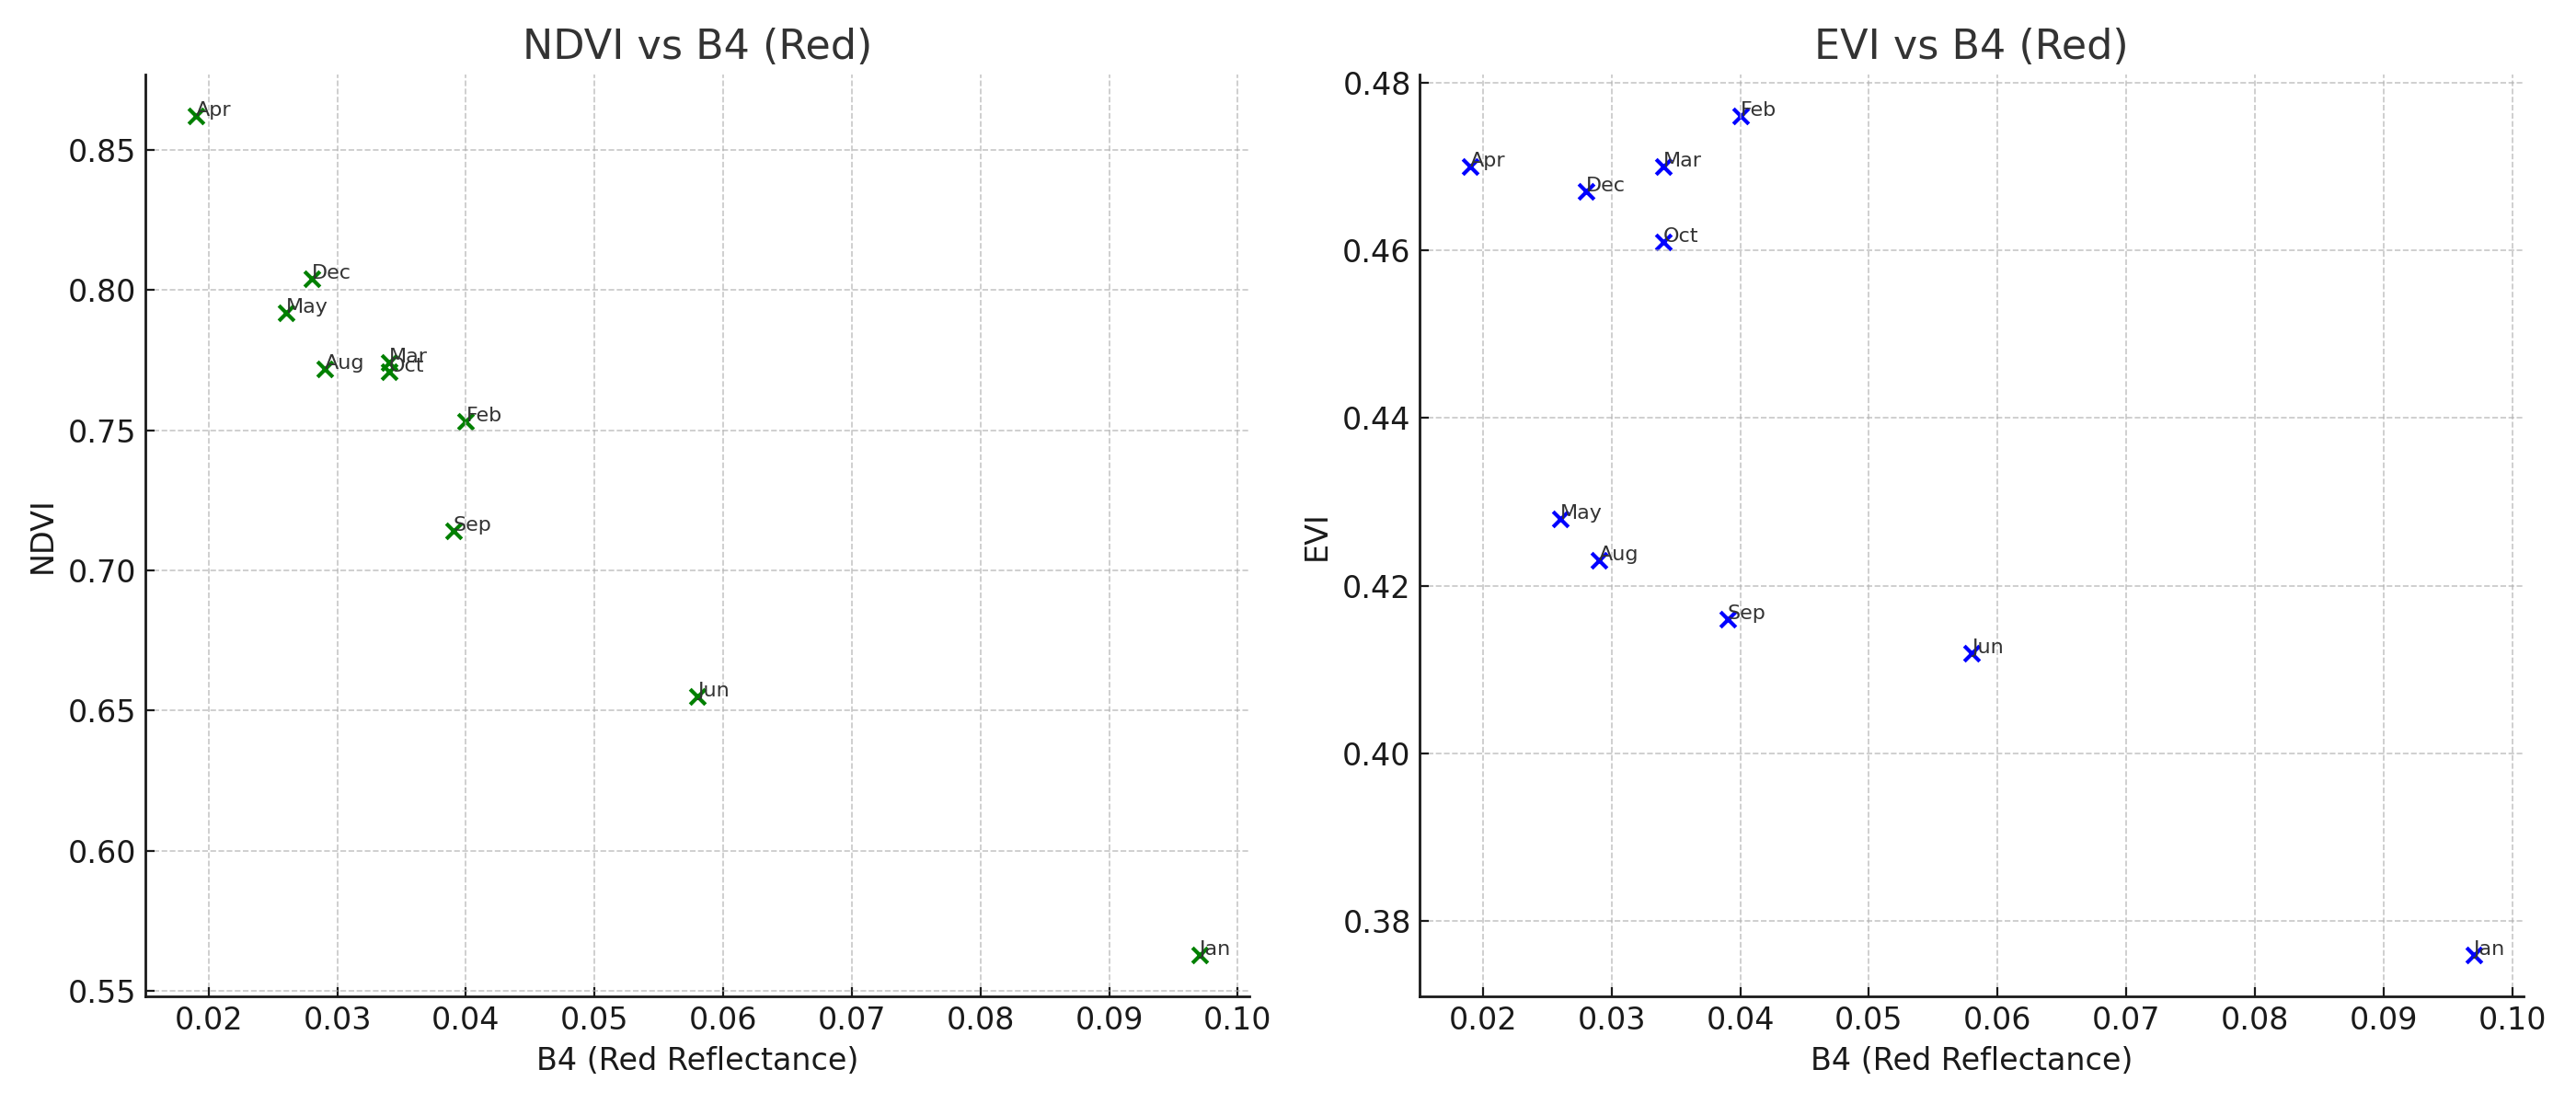 NDVI vs B4 (Red)
Apr
0.85
Dec
0.80
May
Mar
Aug
Oct
Feb
0.75
Sep
NDVI
0.70
Jun
0.65
0.60
Jan
0.55
0.02 0.03 0.04 0.05 0.06 0.07 0.08 0.09 0.10
B4 (Red Reflectance)
EVI vs B4 (Red)
0.48
Feb
Apr
Mar
Dec
Oct
0.46
0.44
May
EVI
Aug
0.42
Sep
Jun
0.40
0.38
Jan
0.02 0.03 0.04 0.05 0.06 0.07 0.08 0.09 0.10
B4 (Red Reflectance)